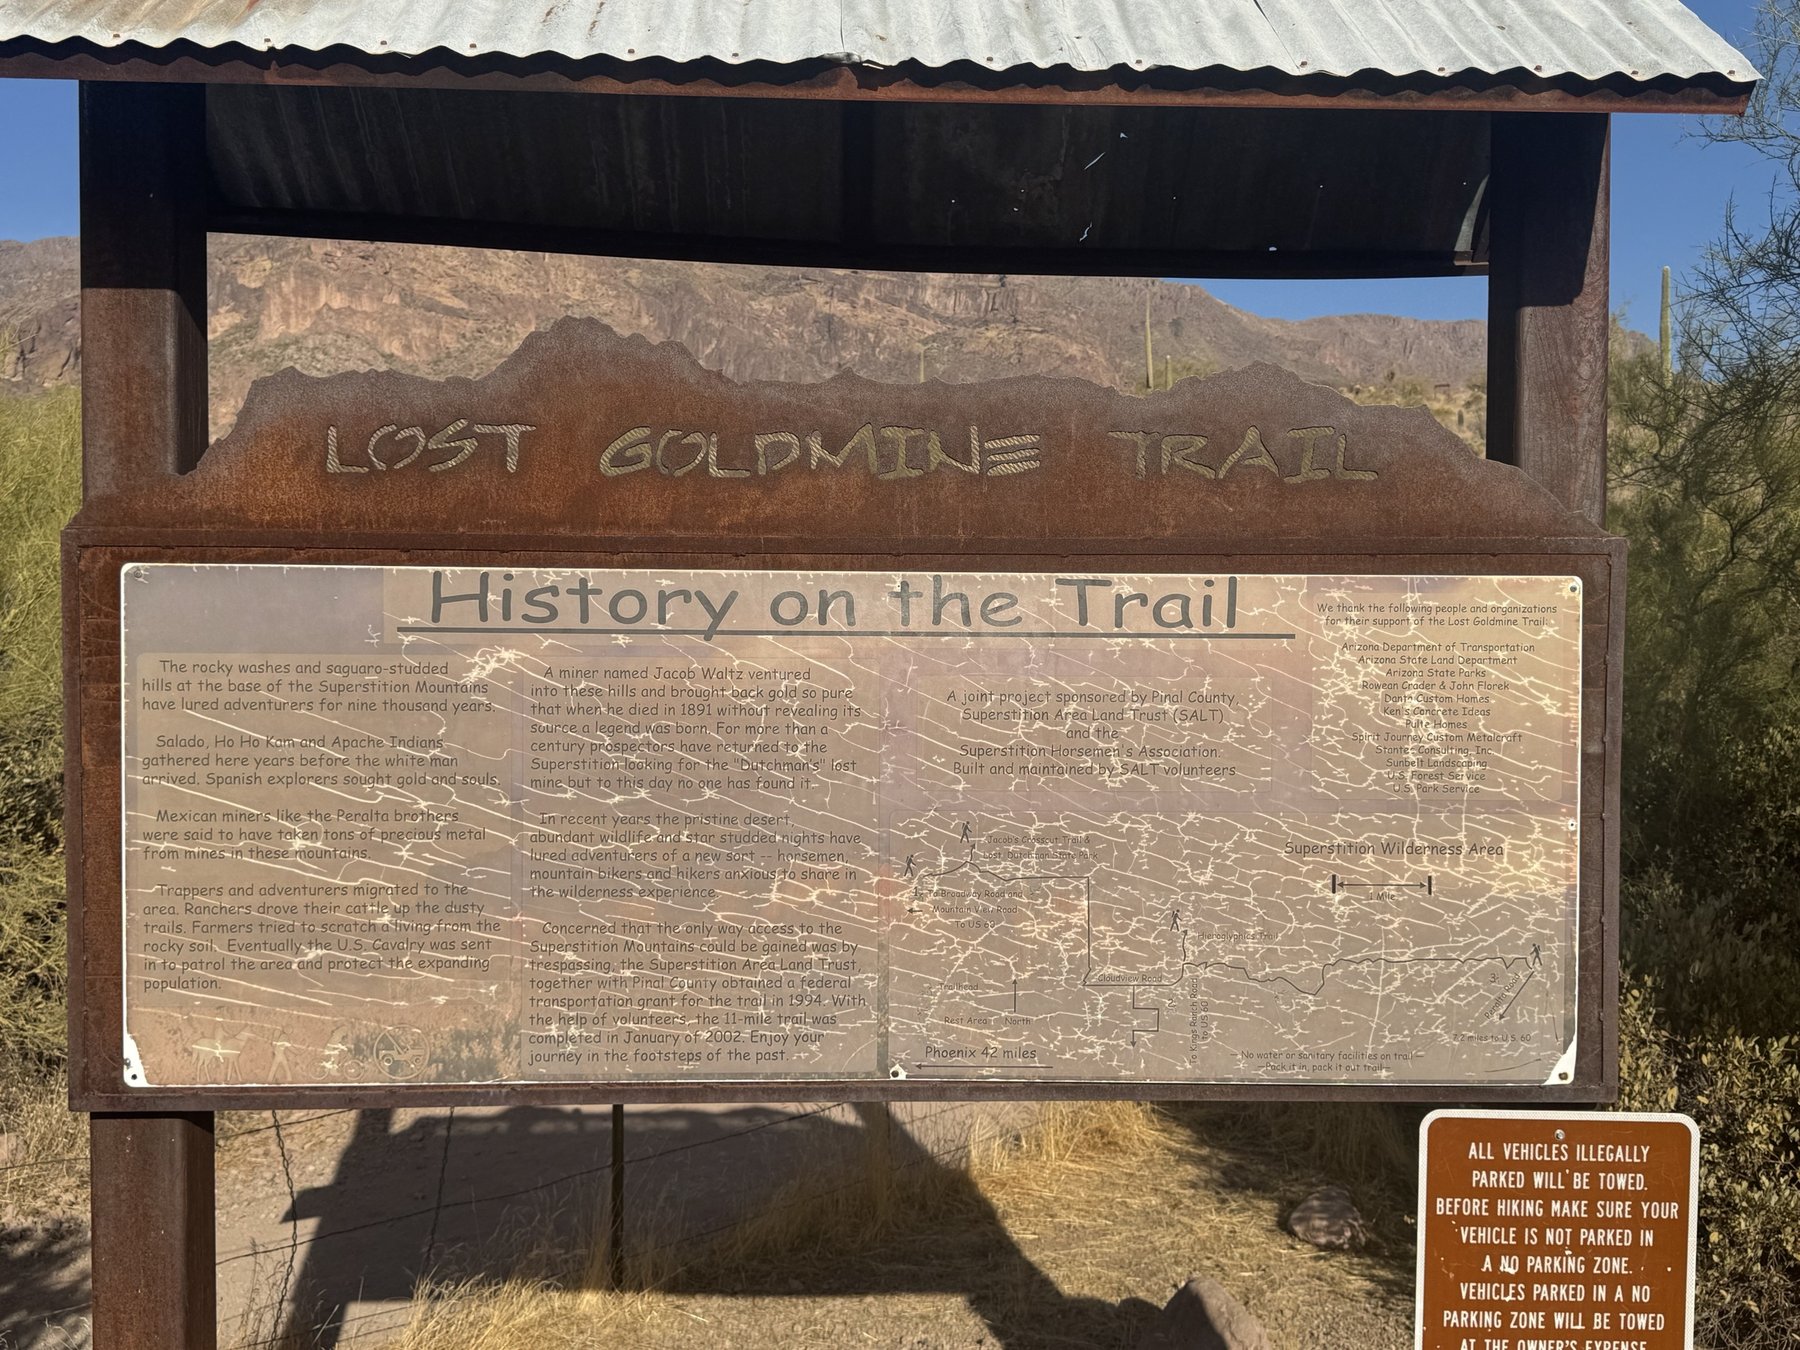 LOST GOLDMINE TRAIL
History on the Trail
The rocky washes and saguaro-studded
hills at the base of the Superstition Mountains
have lured adventurers for nine thousand years.
Salado, Ho Ho Kam and Apache Indians
gathered here years before the white man
arrived. Spanish explorers sought gold and souls.
Mexican miners like the Peralta brothers
were said to have taken tons of precious metal
from mines in these mountains.
Trappers and adventurers migrated to the
area. Ranchers drove their cattle up the dusty
trails. Farmers tried to scratch a living from the
rocky soil. Eventually the U.S. Cavalry was sent
in to patrol the area and protect the expanding
population.
A miner named Jacob Waltz ventured
into these hills and brought back gold so pure
that when he died in 1891 without revealing its
source a legend was born. For more than a
century prospectors have returned to the
Superstition looking for the "Dutchman's" lost
mine but to this day no one has found it.
In recent years the pristine desert,
abundant wildlife and star studded nights have
lured adventurers of a new sort -- horsemen,
mountain bikers and hikers anxious to share in
the wilderness experience.
Concerned that the only way access to the
Superstition Mountains could be gained was by
trespassing, the Superstition Area Land Trust,
together with Pinal County obtained a federal
transportation grant for the trail in 1994. With
the help of volunteers, the 11-mile trail was
completed in January of 2002. Enjoy your
journey in the footsteps of the past.
A joint project sponsored by Pinal County,
Superstition Area Land Trust (SALT)
and the
Superstition Horsemen's Association.
Built and maintained by SALT volunteers
We thank the following people and organizations
for their support of the Lost Goldmine Trail:
Arizona Department of Transportation
Arizona State Land Department
Arizona State Parks
Rowean Crader & John Florek
Dante Custom Homes
Ken's Concrete Ideas
Pulte Homes
Spirit Journey Custom Metalcraft
Stantec Consulting, Inc.
Sunbelt Landscaping
U.S. Forest Service
U.S. Park Service
Jacob's Crosscut Trail &
Lost Dutchman State Park
To Broadway Road and
Mountain View Road
To US 60
Superstition Wilderness Area
1 Mile
Hieroglyphics Trail
Cloudview Road
To Kings Ranch Road
to US 60
Peralta Road
7.2 miles to U.S. 60
Trailhead
Rest Area
North
Phoenix 42 miles
— No water or sanitary facilities on trail —
—Pack it in, pack it out trail—
ALL VEHICLES ILLEGALLY
PARKED WILL BE TOWED.
BEFORE HIKING MAKE SURE YOUR
VEHICLE IS NOT PARKED IN
A NO PARKING ZONE.
VEHICLES PARKED IN A NO
PARKING ZONE WILL BE TOWED
AT THE OWNER'S EXPENSE